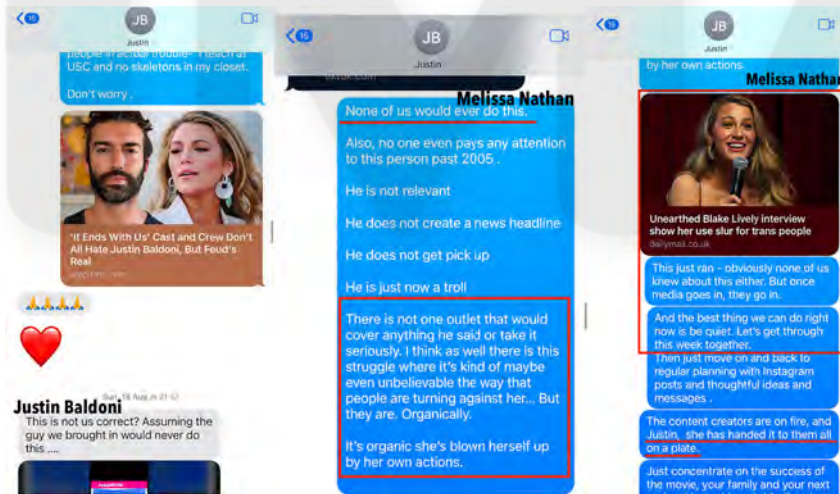 15
JB
Justin
people in actual trouble- I teach at
USC and no skeletons in my closet.
Don't worry .
'It Ends With Us' Cast and Crew Don't
All Hate Justin Baldoni, But Feud's
Real
Sun, 18 Aug at 21:12
Justin Baldoni
This is not us correct? Assuming the
guy we brought in would never do
this ....
15
JB
Justin
tiktok.com
Melissa Nathan
None of us would ever do this.
Also, no one even pays any attention
to this person past 2005 .
He is not relevant
He does not create a news headline
He does not get pick up
He is just now a troll
There is not one outlet that would
cover anything he said or take it
seriously. I think as well there is this
struggle where it's kind of maybe
even unbelievable the way that
people are turning against her... But
they are. Organically.
It's organic she's blown herself up
by her own actions.
15
JB
Justin
by her own actions.
Melissa Nathan
Unearthed Blake Lively interview
show her use slur for trans people
dailymail.co.uk
This just ran - obviously none of us
knew about this either. But once
media goes in, they go in.
And the best thing we can do right
now is be quiet. Let's get through
this week together.
Then just move on and back to
regular planning with Instagram
posts and thoughtful ideas and
messages .
The content creators are on fire, and
Justin, she has handed it to them all
on a plate.
Just concentrate on the success of
the movie, your family and your next